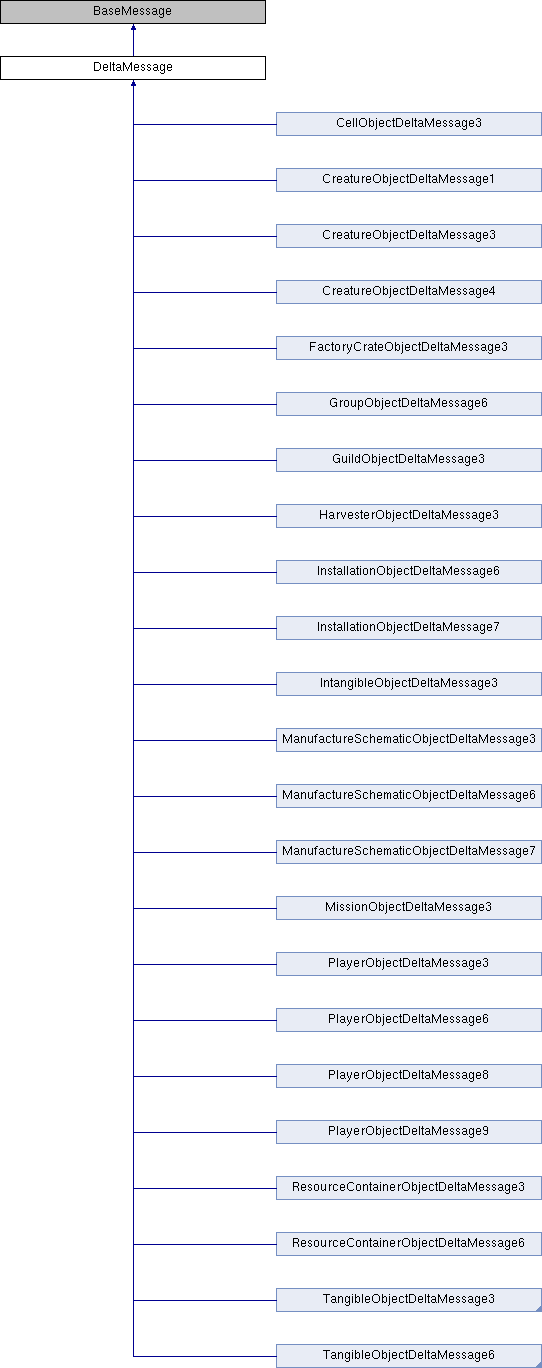 BaseMessage
DeltaMessage
CellObjectDeltaMessage3
CreatureObjectDeltaMessage1
CreatureObjectDeltaMessage3
CreatureObjectDeltaMessage4
FactoryCrateObjectDeltaMessage3
GroupObjectDeltaMessage6
GuildObjectDeltaMessage3
HarvesterObjectDeltaMessage3
InstallationObjectDeltaMessage6
InstallationObjectDeltaMessage7
IntangibleObjectDeltaMessage3
ManufactureSchematicObjectDeltaMessage3
ManufactureSchematicObjectDeltaMessage6
ManufactureSchematicObjectDeltaMessage7
MissionObjectDeltaMessage3
PlayerObjectDeltaMessage3
PlayerObjectDeltaMessage6
PlayerObjectDeltaMessage8
PlayerObjectDeltaMessage9
ResourceContainerObjectDeltaMessage3
ResourceContainerObjectDeltaMessage6
TangibleObjectDeltaMessage3
TangibleObjectDeltaMessage6